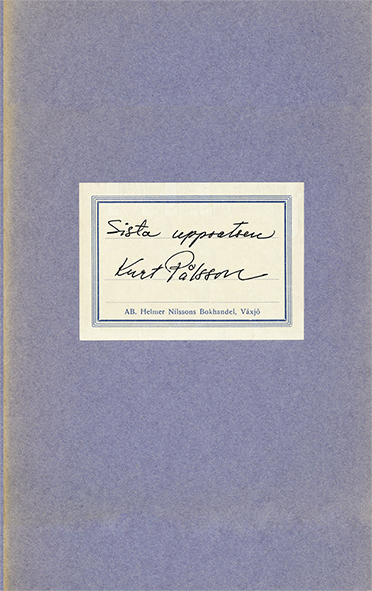 Sista uppsatsen
Kurt Pålsson
AB. Helmer Nilssons Bokhandel, Växjö